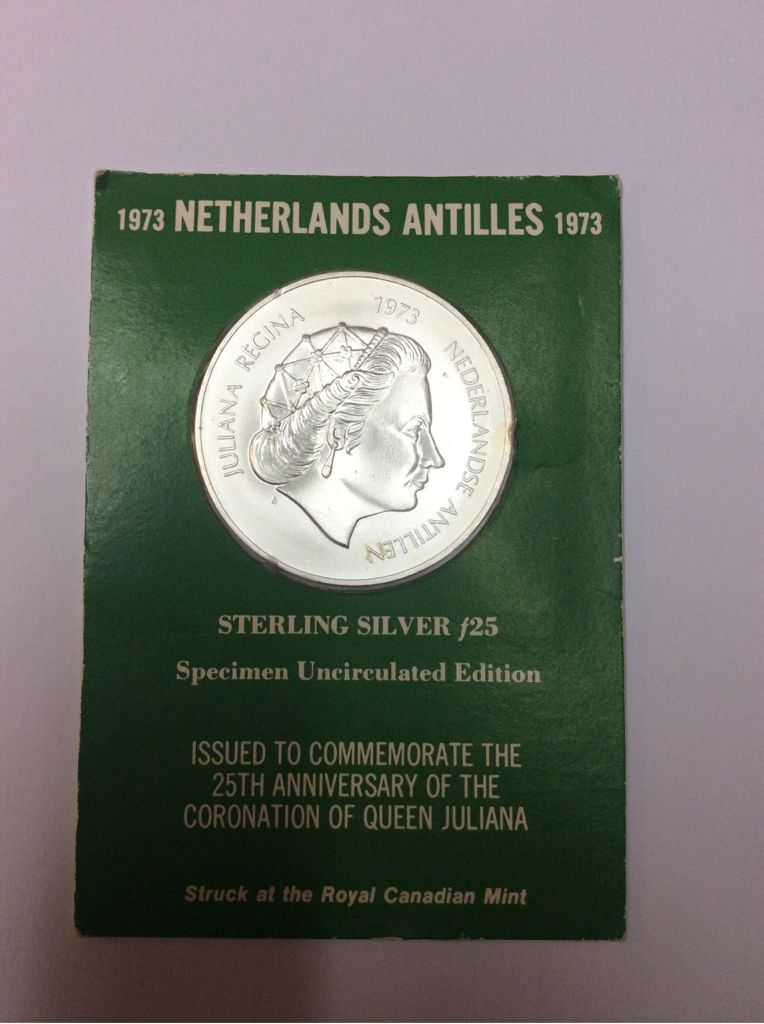 1973 NETHERLANDS ANTILLES 1973
JULIANA REGINA 1973 NEDERLANDSE ANTILLEN
STERLING SILVER ƒ25
Specimen Uncirculated Edition
ISSUED TO COMMEMORATE THE
25TH ANNIVERSARY OF THE
CORONATION OF QUEEN JULIANA
Struck at the Royal Canadian Mint